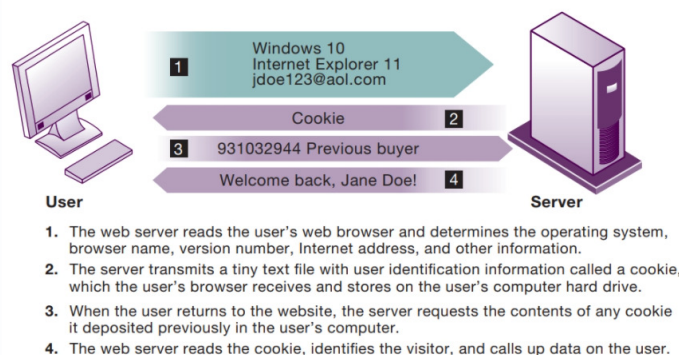 1
Windows 10
Internet Explorer 11
jdoe123@aol.com
Cookie 2
3 931032944 Previous buyer
Welcome back, Jane Doe! 4
User Server
1. The web server reads the user's web browser and determines the operating system,
browser name, version number, Internet address, and other information.
2. The server transmits a tiny text file with user identification information called a cookie,
which the user's browser receives and stores on the user's computer hard drive.
3. When the user returns to the website, the server requests the contents of any cookie
it deposited previously in the user's computer.
4. The web server reads the cookie, identifies the visitor, and calls up data on the user.